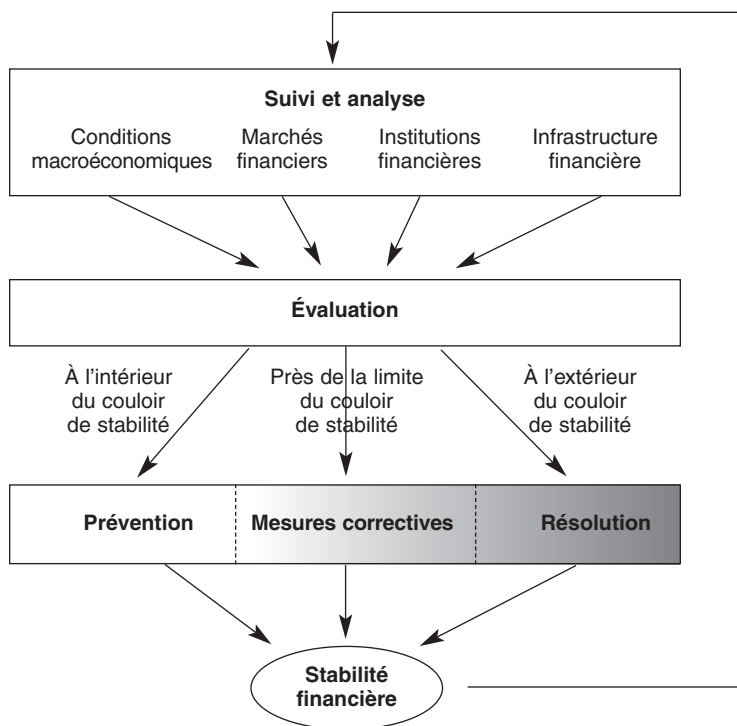 Suivi et analyse
Conditions
macroéconomiques
Marchés
financiers
Institutions
financières
Infrastructure
financière
Évaluation
À l'intérieur
du couloir
de stabilité
Près de la limite
du couloir
de stabilité
À l'extérieur
du couloir
de stabilité
Prévention
Mesures correctives
Résolution
Stabilité
financière